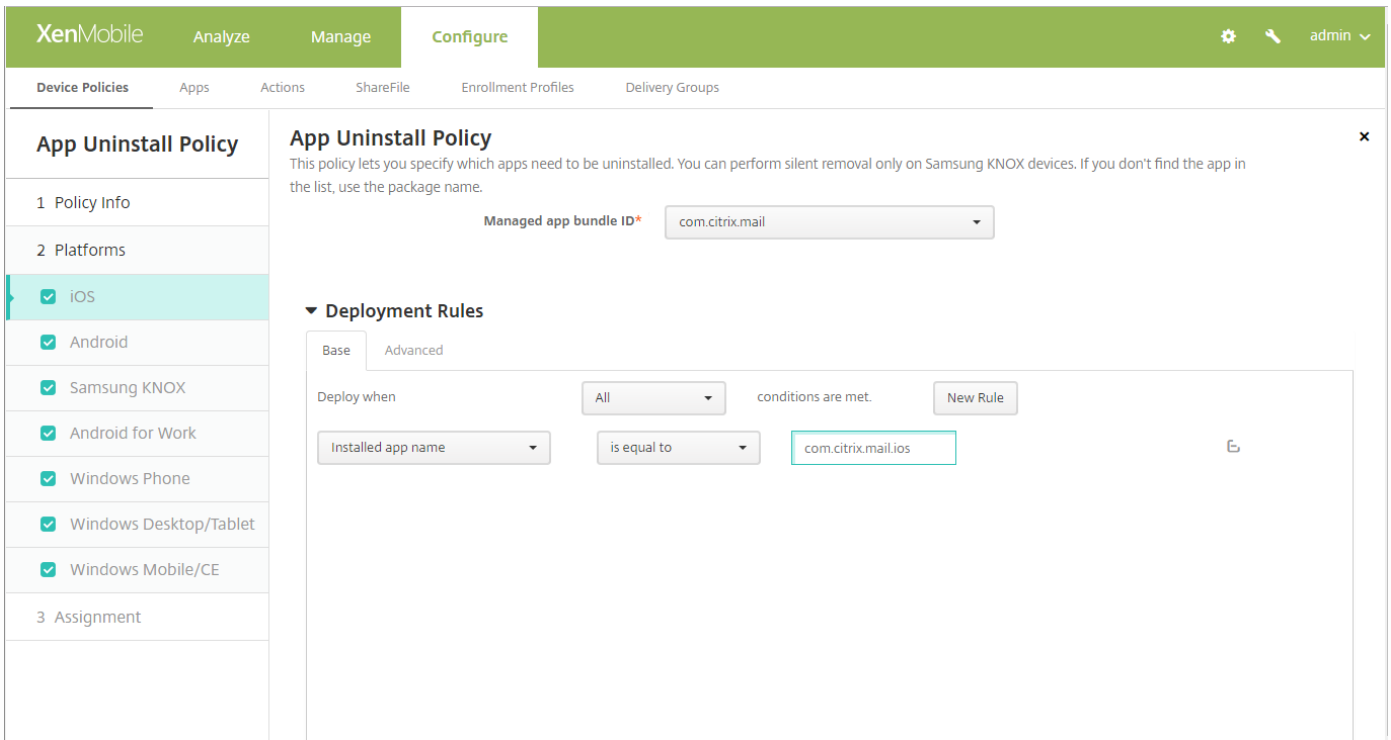 XenMobile Analyze Manage Configure admin
Device Policies Apps Actions ShareFile Enrollment Profiles Delivery Groups
App Uninstall Policy
1 Policy Info
2 Platforms
iOS
Android
Samsung KNOX
Android for Work
Windows Phone
Windows Desktop/Tablet
Windows Mobile/CE
3 Assignment
App Uninstall Policy
This policy lets you specify which apps need to be uninstalled. You can perform silent removal only on Samsung KNOX devices. If you don't find the app in
the list, use the package name.
Managed app bundle ID* com.citrix.mail
Deployment Rules
Base Advanced
Deploy when All conditions are met. New Rule
Installed app name is equal to com.citrix.mail.ios